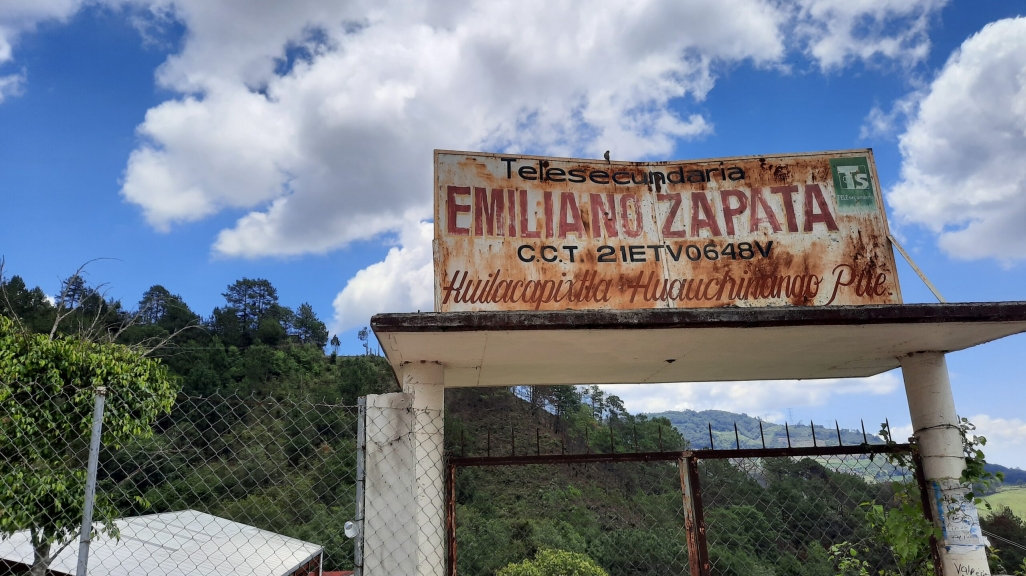 Telesecundaria
Ts
EMILIANO ZAPATA
C.C.T. 21ETV0648V
Huilacapixtla Huauchinango Pue.